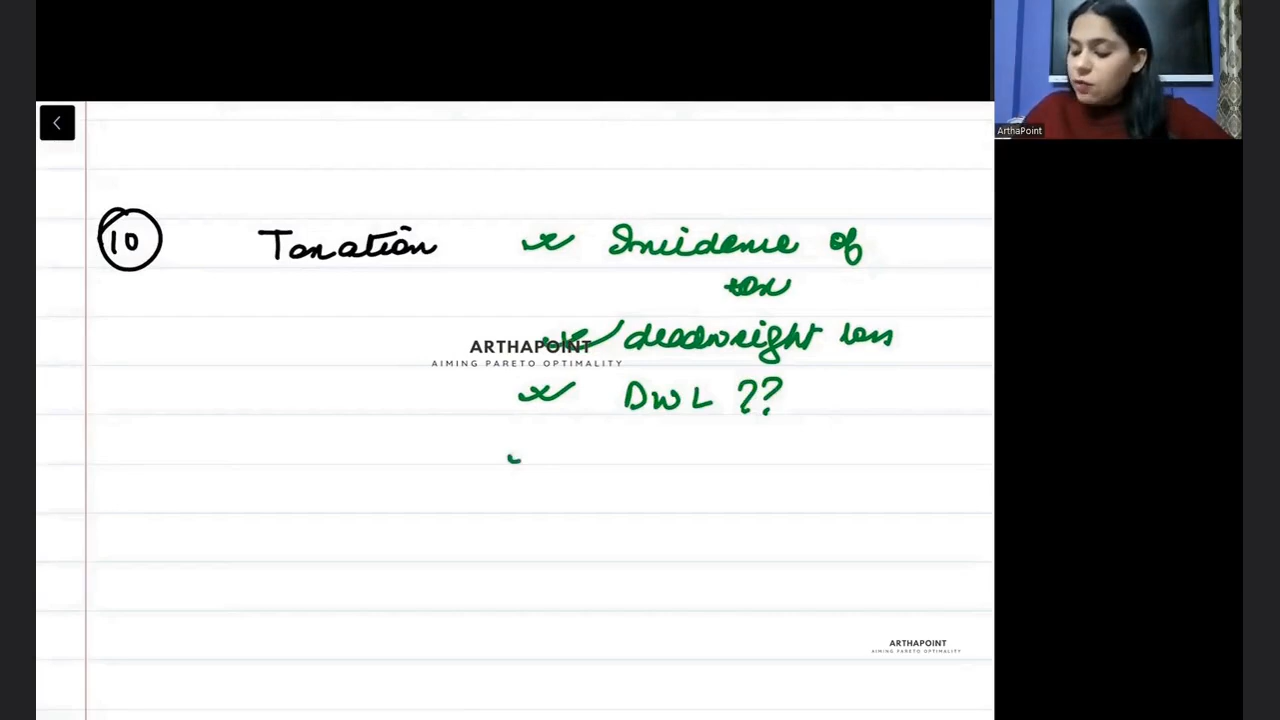 ArthaPoint
10 Taxation Incidence of
tax
deadweight loss
ARTHAPOINT
AIMING PARETO OPTIMALITY
DWL ??
ARTHAPOINT
AIMING PARETO OPTIMALITY